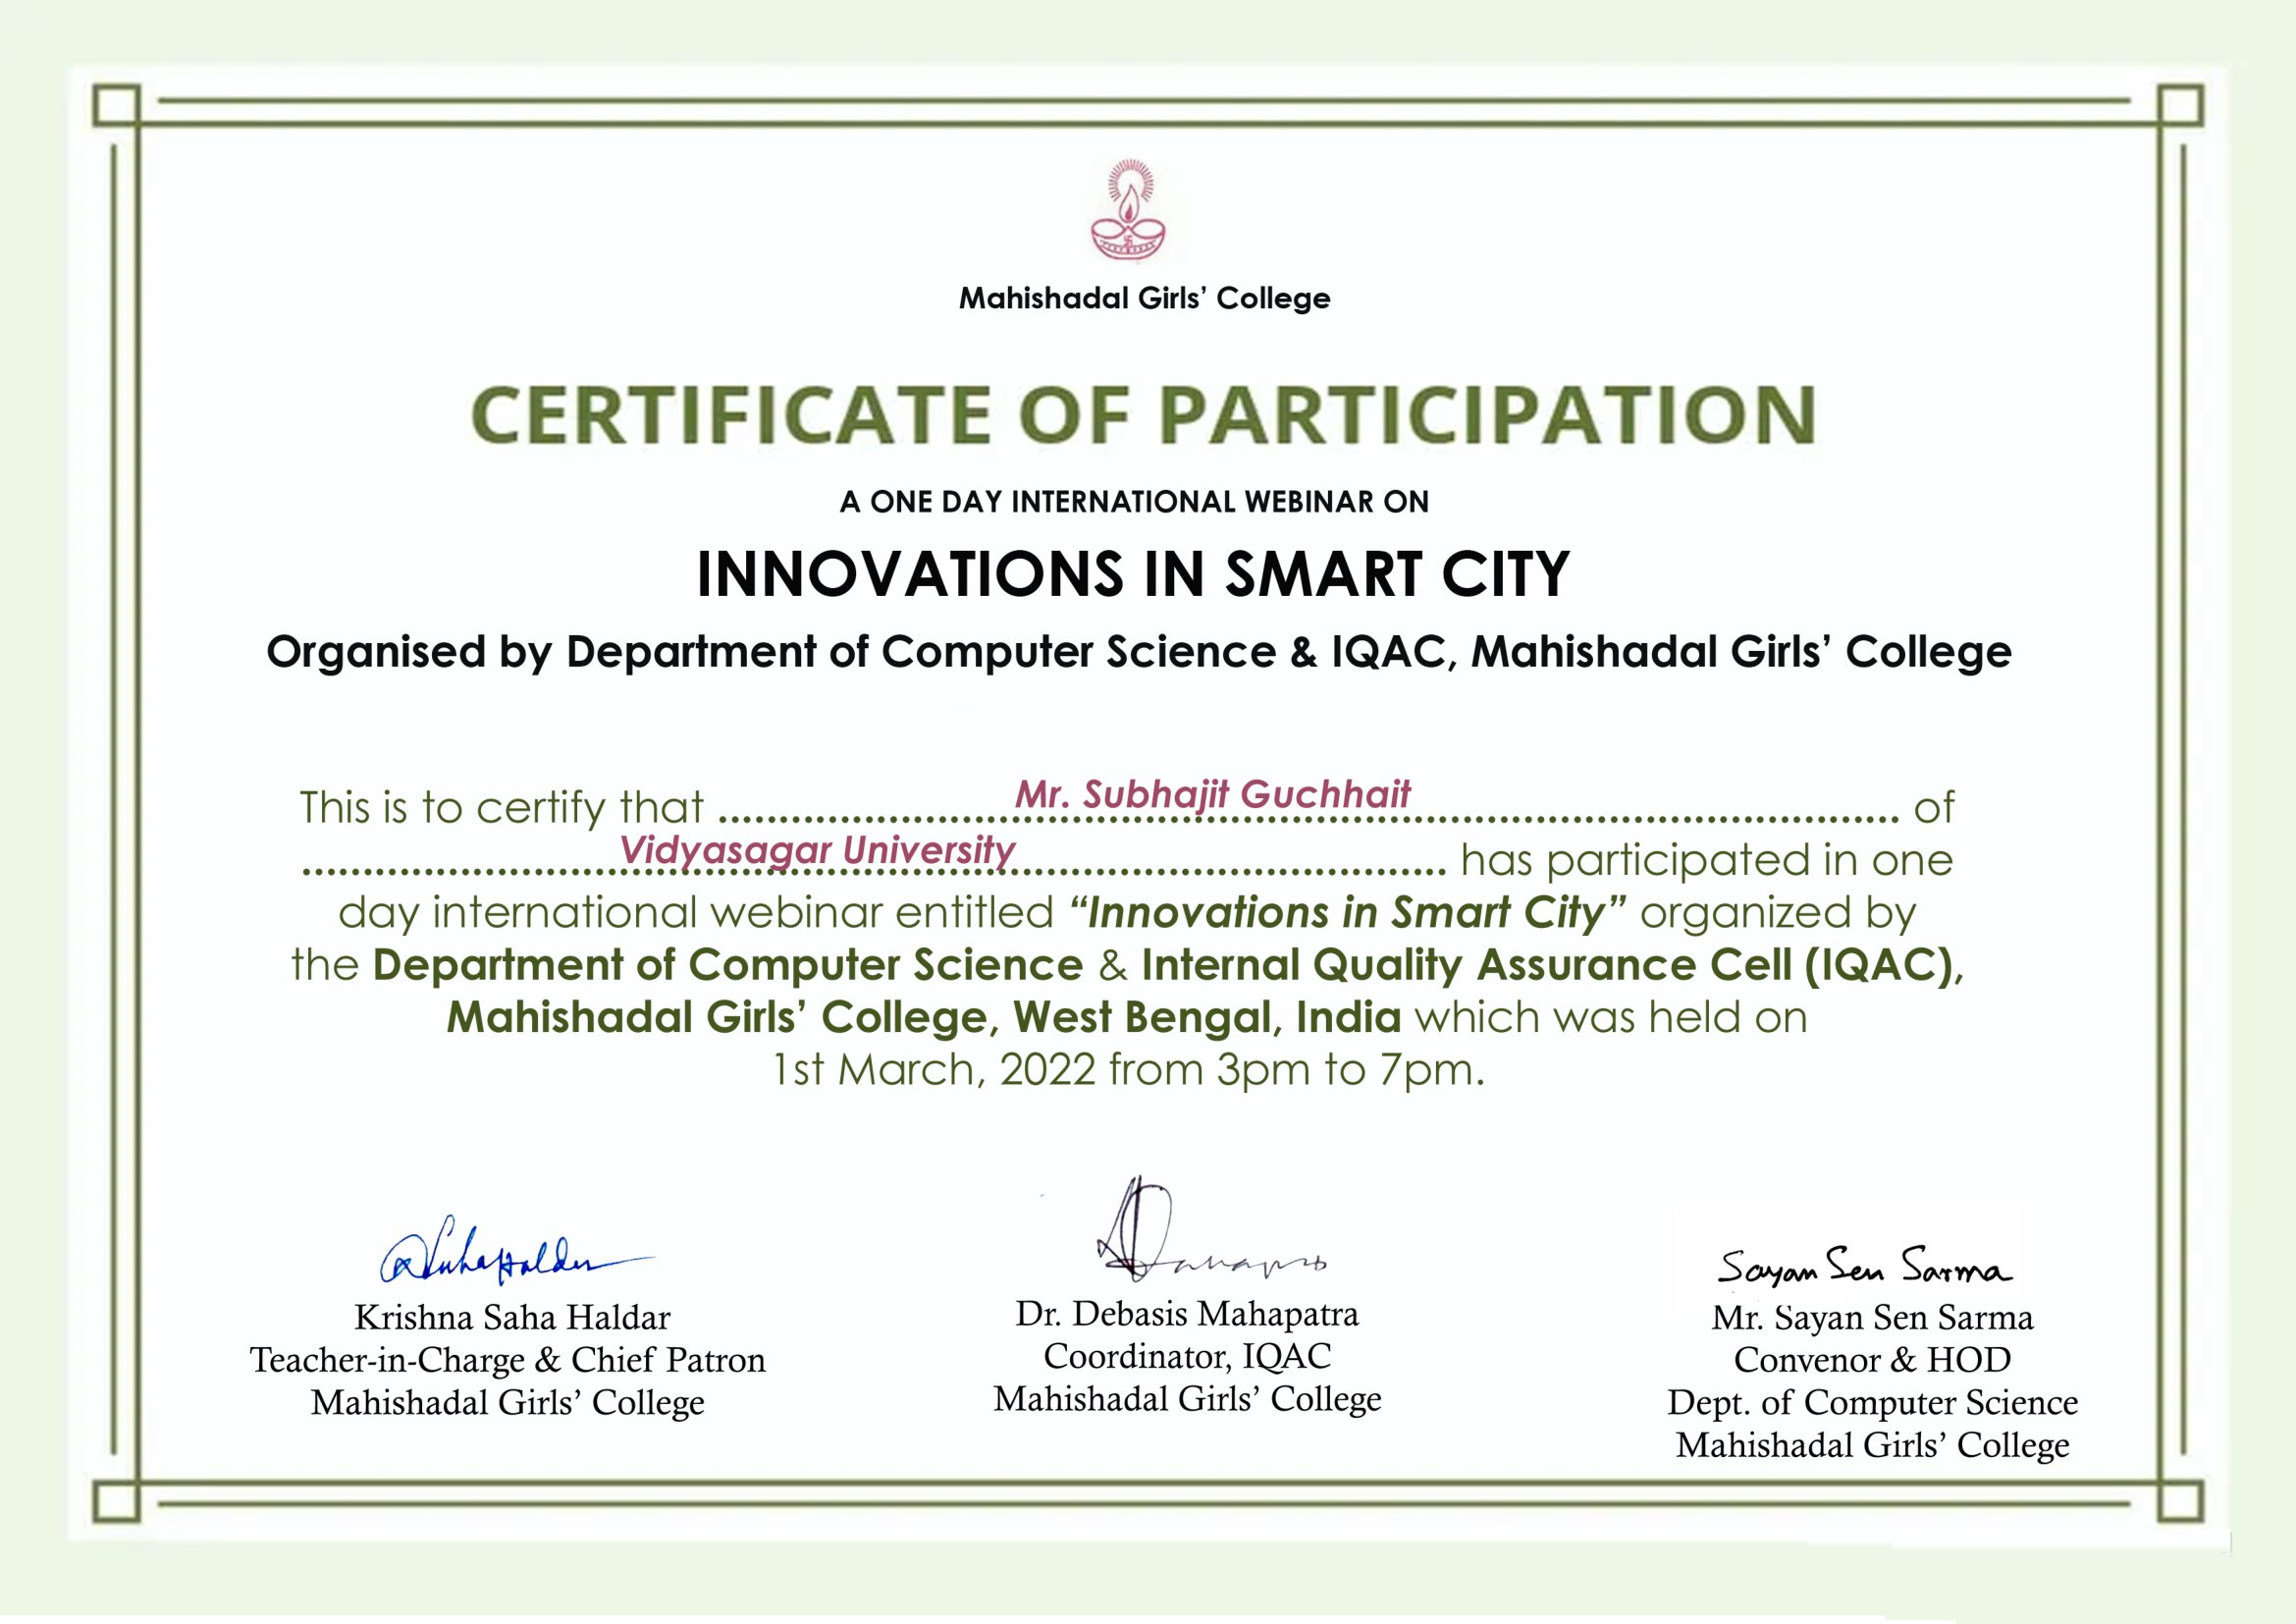 Mahishadal Girls’ College
CERTIFICATE OF PARTICIPATION
A ONE DAY INTERNATIONAL WEBINAR ON
INNOVATIONS IN SMART CITY
Organised by Department of Computer Science & IQAC, Mahishadal Girls’ College
This is to certify that ........ Mr. Subhajit Guchhait ........ of
........ Vidyasagar University ........ has participated in one
day international webinar entitled “Innovations in Smart City” organized by
the Department of Computer Science & Internal Quality Assurance Cell (IQAC),
Mahishadal Girls’ College, West Bengal, India which was held on
1st March, 2022 from 3pm to 7pm.
Sayan Sen Sarma
Krishna Saha Haldar
Teacher-in-Charge & Chief Patron
Mahishadal Girls’ College
Dr. Debasis Mahapatra
Coordinator, IQAC
Mahishadal Girls’ College
Mr. Sayan Sen Sarma
Convenor & HOD
Dept. of Computer Science
Mahishadal Girls’ College